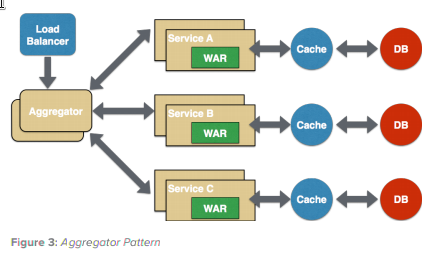 Load
Balancer
Aggregator
Service A
WAR
Cache
DB
Service B
WAR
Cache
DB
Service C
WAR
Cache
DB
Figure 3: Aggregator Pattern